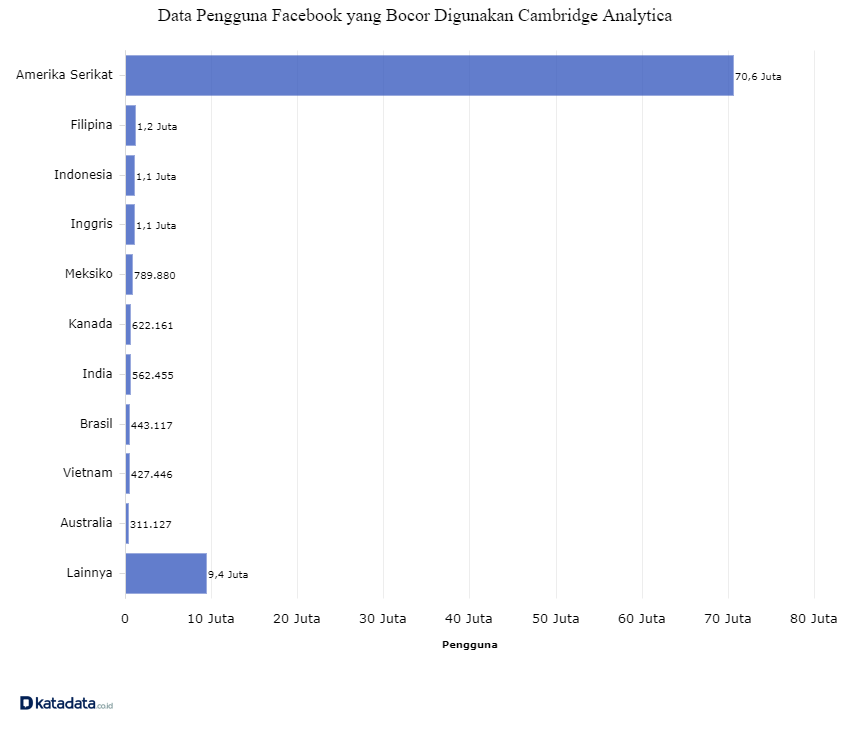 Data Pengguna Facebook yang Bocor Digunakan Cambridge Analytica
Amerika Serikat 70,6 Juta
Filipina 1,2 Juta
Indonesia 1,1 Juta
Inggris 1,1 Juta
Meksiko 789.880
Kanada 622.161
India 562.455
Brasil 443.117
Vietnam 427.446
Australia 311.127
Lainnya 9,4 Juta
0 10 Juta 20 Juta 30 Juta 40 Juta 50 Juta 60 Juta 70 Juta 80 Juta
Pengguna
katadata.co.id